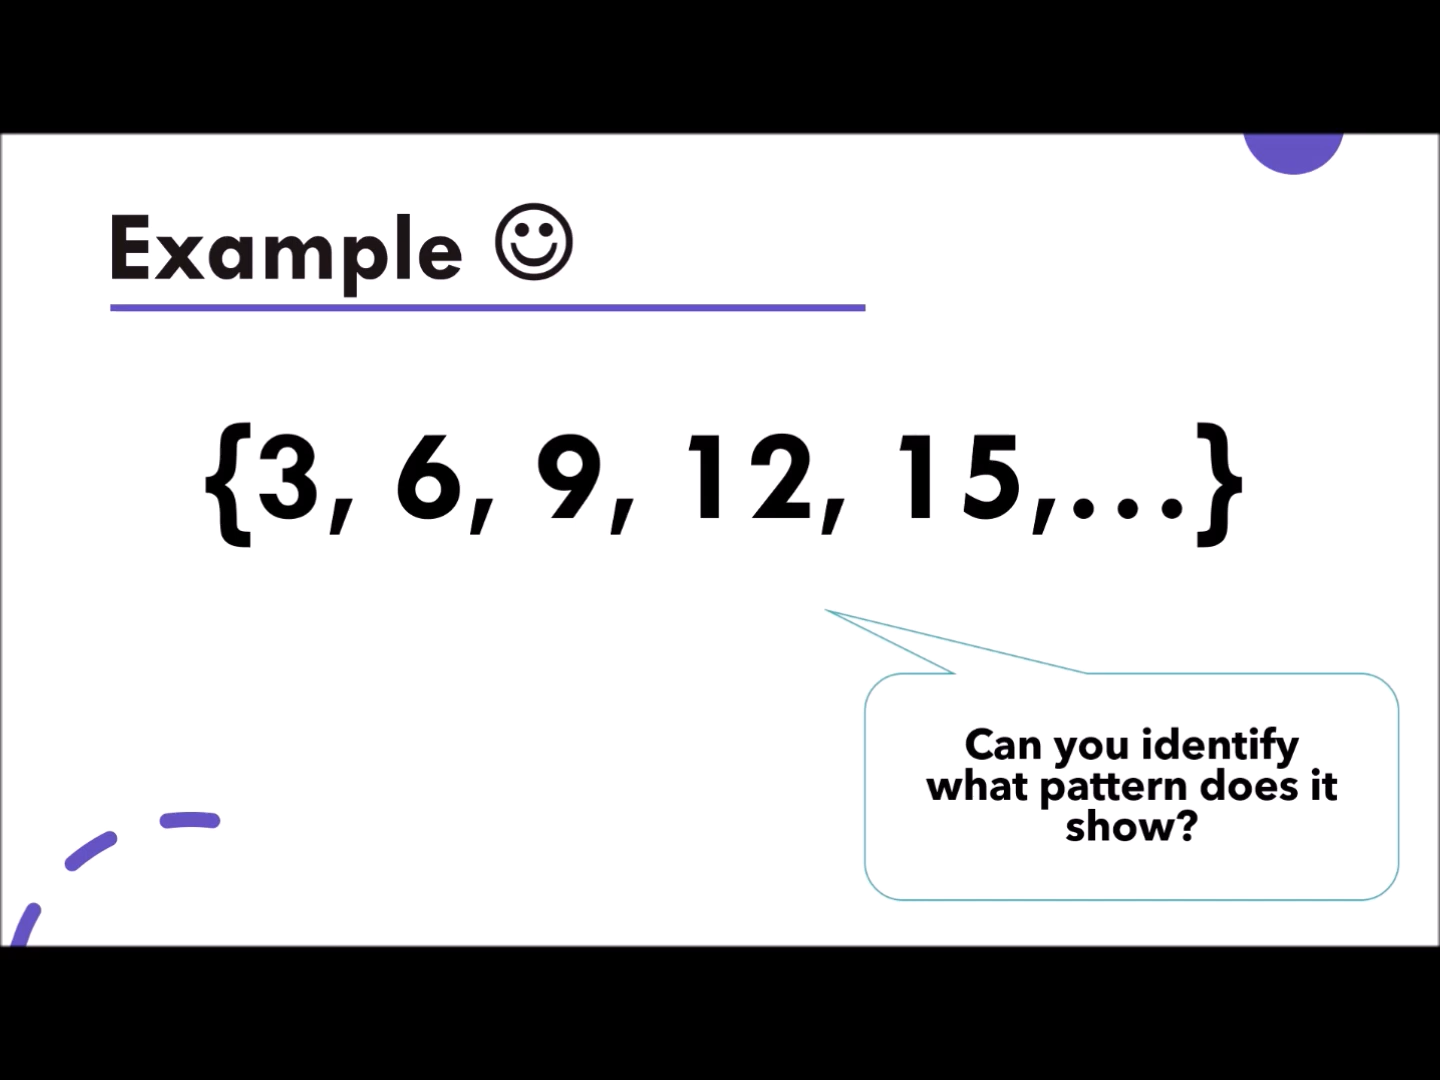 Example ☺
{3, 6, 9, 12, 15,...}
Can you identify
what pattern does it
show?